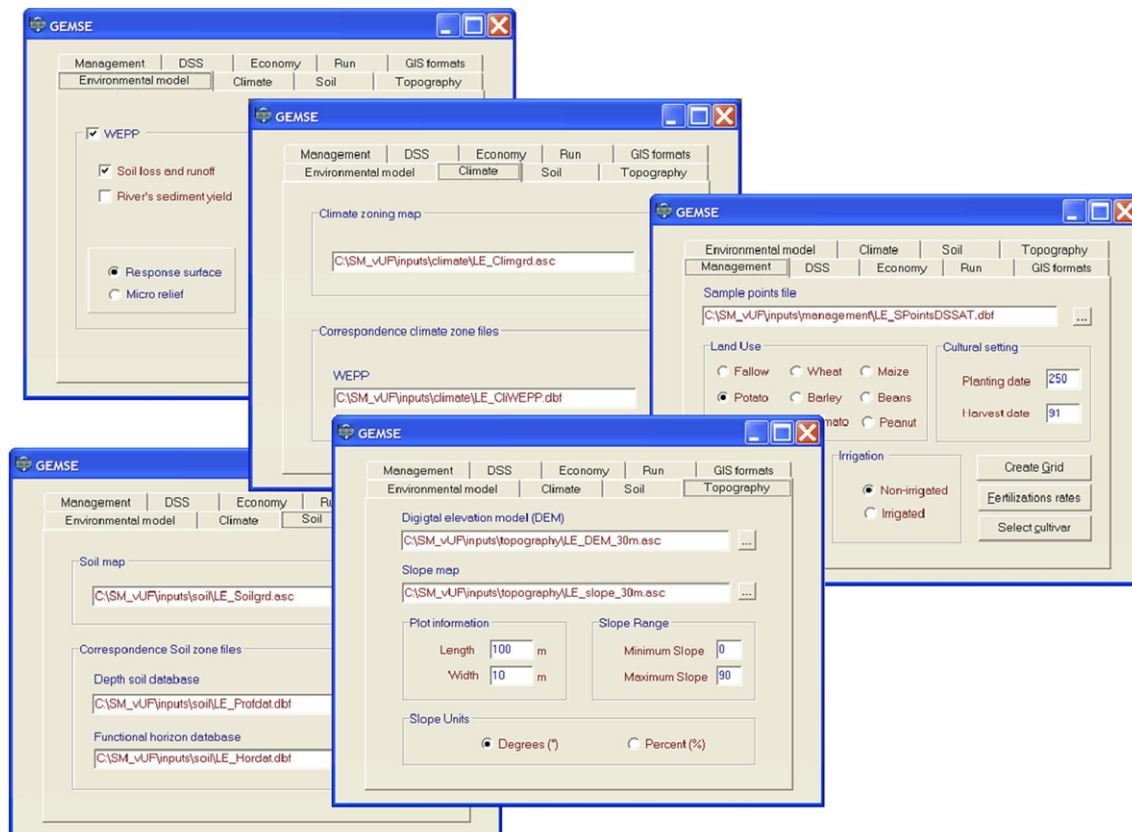 GEMSE
Management DSS Economy Run GIS formats
Environmental model Climate Soil Topography
WEPP
Soil loss and runoff
River's sediment yield
Response surface
Micro relief
GEMSE
Management DSS Economy Run GIS formats
Environmental model Climate Soil Topography
Climate zoning map
C:\SM_vUF\inputs\climate\LE_Climgrd.asc
Correspondence climate zone files
WEPP
C:\SM_vUF\inputs\climate\LE_CliWEPP.dbf
GEMSE
Environmental model Climate Soil Topography
Management DSS Economy Run GIS formats
Sample points file
C:\SM_vUF\inputs\management\LE_SPointsDSSAT.dbf ...
Land Use
Fallow Wheat Maize
Potato Barley Beans
Peanut
Cultural setting
Planting date 250
Harvest date 91
Irrigation
Non-irrigated
Irrigated
Create Grid
Fertilizations rates
Select cultivar
GEMSE
Management DSS Economy
Environmental model Climate Soil
Soil map
C:\SM_vUF\inputs\soil\LE_Soilgrd.asc
Correspondence Soil zone files
Depth soil database
C:\SM_vUF\inputs\soil\LE_Profdat.dbf
Functional horizon database
C:\SM_vUF\inputs\soil\LE_Hordat.dbf
GEMSE
Management DSS Economy Run GIS formats
Environmental model Climate Soil Topography
Digigtal elevation model (DEM)
C:\SM_vUF\inputs\topography\LE_DEM_30m.asc ...
Slope map
C:\SM_vUF\inputs\topography\LE_slope_30m.asc ...
Plot information
Length 100 m
Width 10 m
Slope Range
Minimum Slope 0
Maximum Slope 90
Slope Units
Degrees (°) Percent (%)